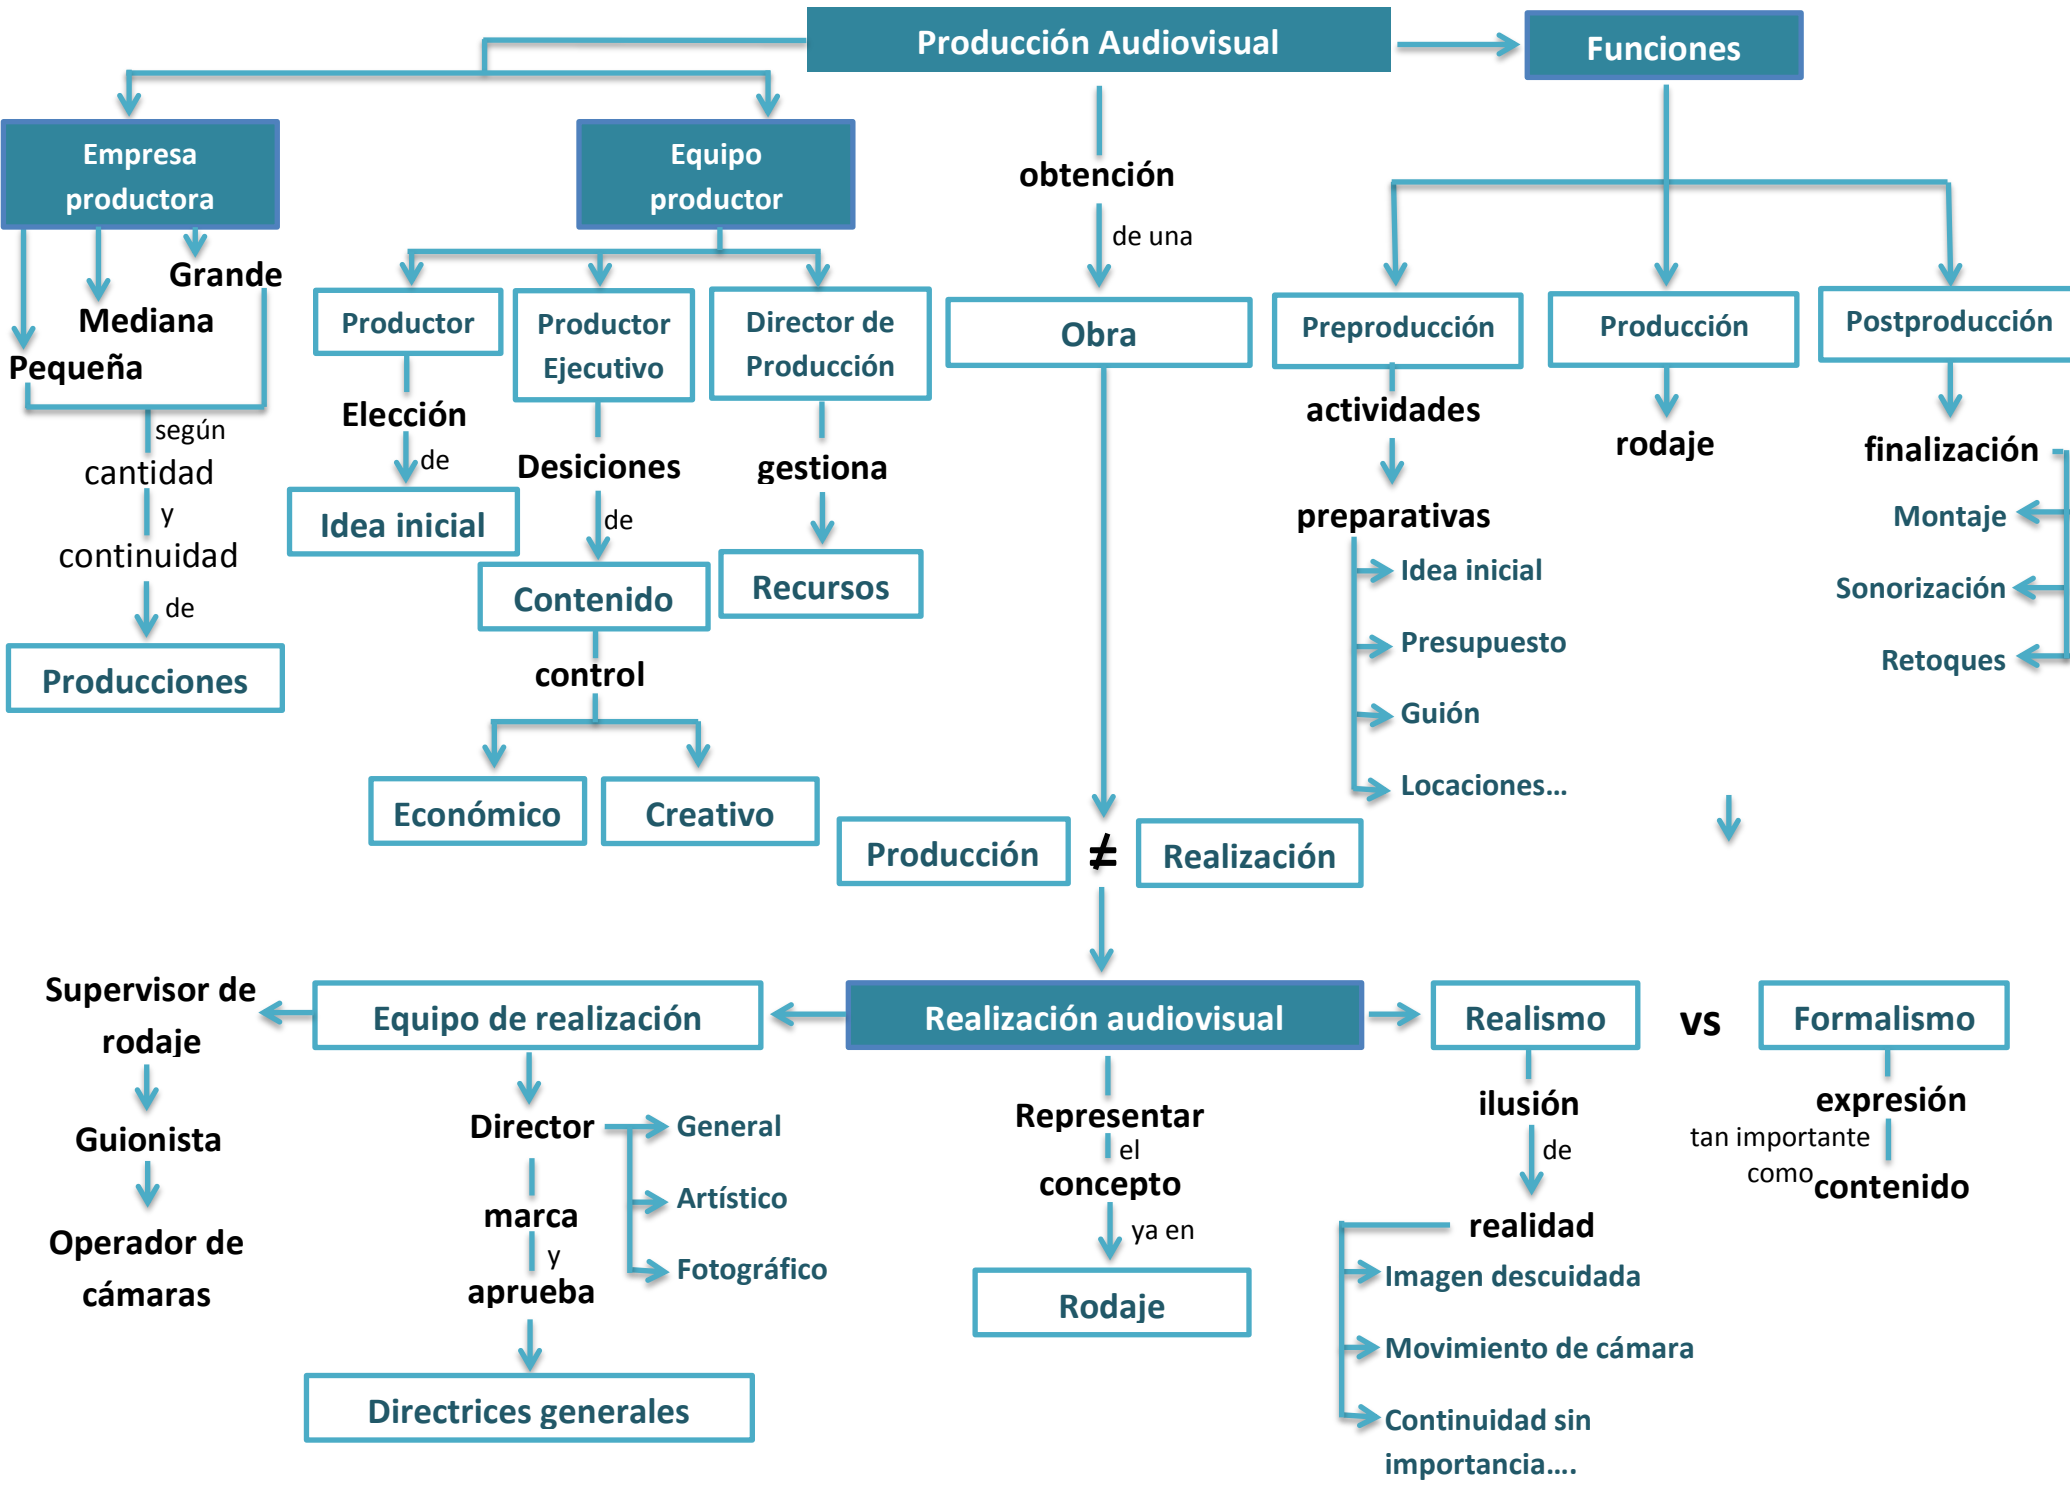 Producción Audiovisual
Funciones
Empresa
productora
Equipo
productor
obtención
de una
Obra
Grande
Mediana
Pequeña
según
cantidad
y
continuidad
de
Producciones
Productor
Elección
de
Idea inicial
Productor
Ejecutivo
Desiciones
de
Contenido
control
Económico
Creativo
Director de
Producción
gestiona
Recursos
Preproducción
actividades
preparativas
Idea inicial
Presupuesto
Guión
Locaciones...
Producción
rodaje
Postproducción
finalización
Montaje
Sonorización
Retoques
Producción
≠
Realización
Realización audiovisual
Equipo de realización
Supervisor de
rodaje
Guionista
Operador de
cámaras
Director
General
Artístico
Fotográfico
marca
y
aprueba
Directrices generales
Representar
el
concepto
ya en
Rodaje
Realismo
vs
Formalismo
ilusión
de
realidad
Imagen descuidada
Movimiento de cámara
Continuidad sin
importancia....
expresión
tan importante
como
contenido